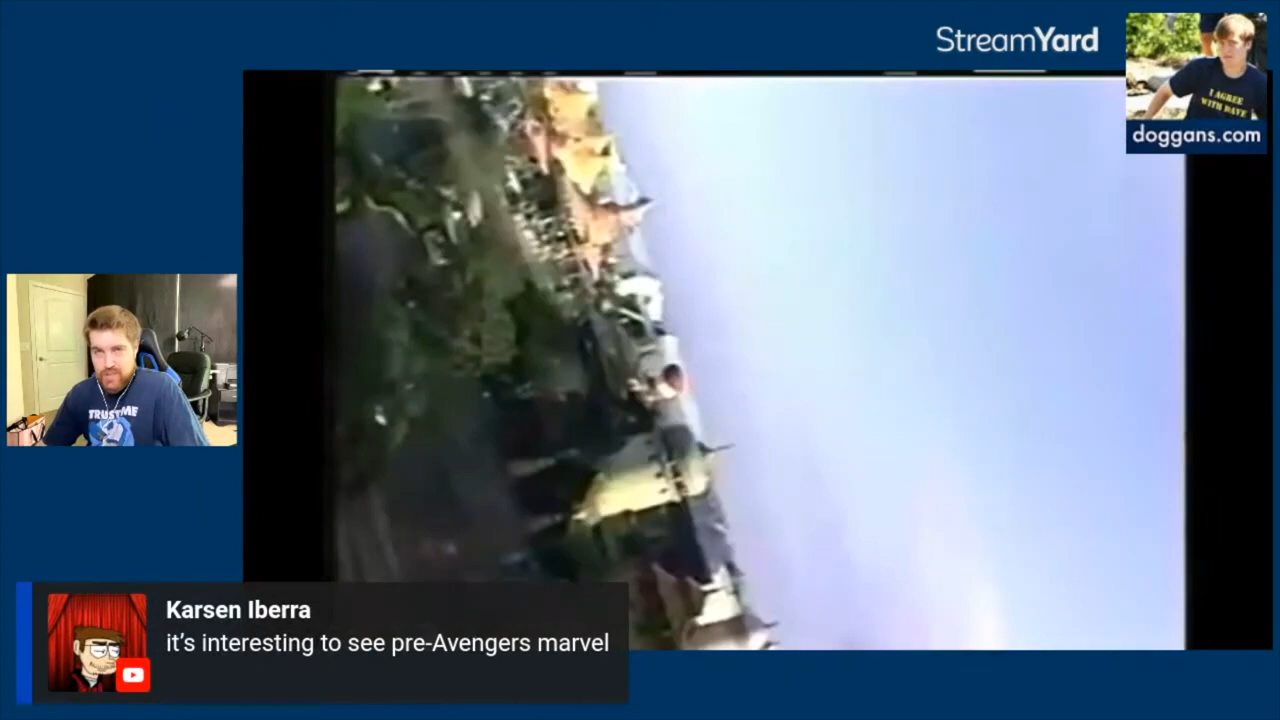 StreamYard
I AGREE
WITH DAVE
doggans.com
TRUST ME
Karsen Iberra
it’s interesting to see pre-Avengers marvel